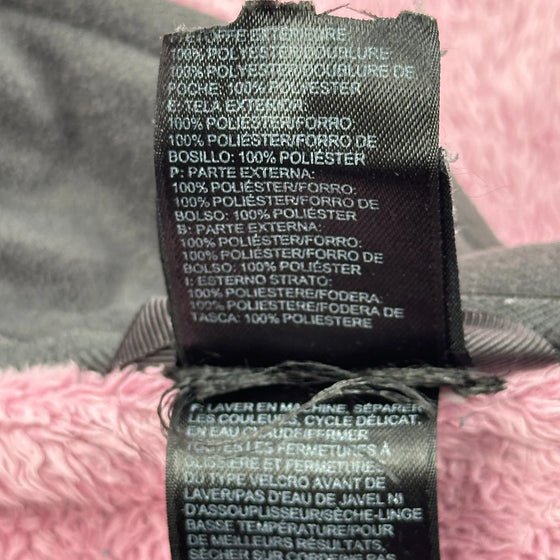 EXTÉRIEURE
100% POLYESTER/DOUBLURE:
100% POLYESTER/DOUBLURE DE
POCHE: 100% POLYESTER
E: TELA EXTERIOR:
100% POLIÉSTER/FORRO
100% POLIÉSTER/FORRO DE
BOSILLO: 100% POLIÉSTER
P: PARTE EXTERNA:
100% POLIÉSTER/FORRO:
100% POLIÉSTER/FORRO DE
BOLSO: 100% POLIÉSTER
B: PARTE EXTERNA:
100% POLIÉSTER/FORRO:
100% POLIÉSTER/FORRO DE
BOLSO: 100% POLIÉSTER
I: ESTERNO STRATO:
100% POLIESTERE/FODERA:
100% POLIESTERE/FODERA DE
TASCA: 100% POLIESTERE
F: LAVER EN MACHINE, SÉPARER
LES COULEURS, CYCLE DÉLICAT,
EN EAU CHAUDE/FERMER
TOUTES LES FERMETURES À
GLISSIÈRE ET FERMETURES
DU TYPE VELCRO AVANT DE
LAVER/PAS D'EAU DE JAVEL NI
D'ASSOUPLISSEUR/SÈCHE-LINGE
BASSE TEMPÉRATURE/POUR
DE MEILLEURS RÉSULTATS,
SÉCHER SUR CORDE DANS LE